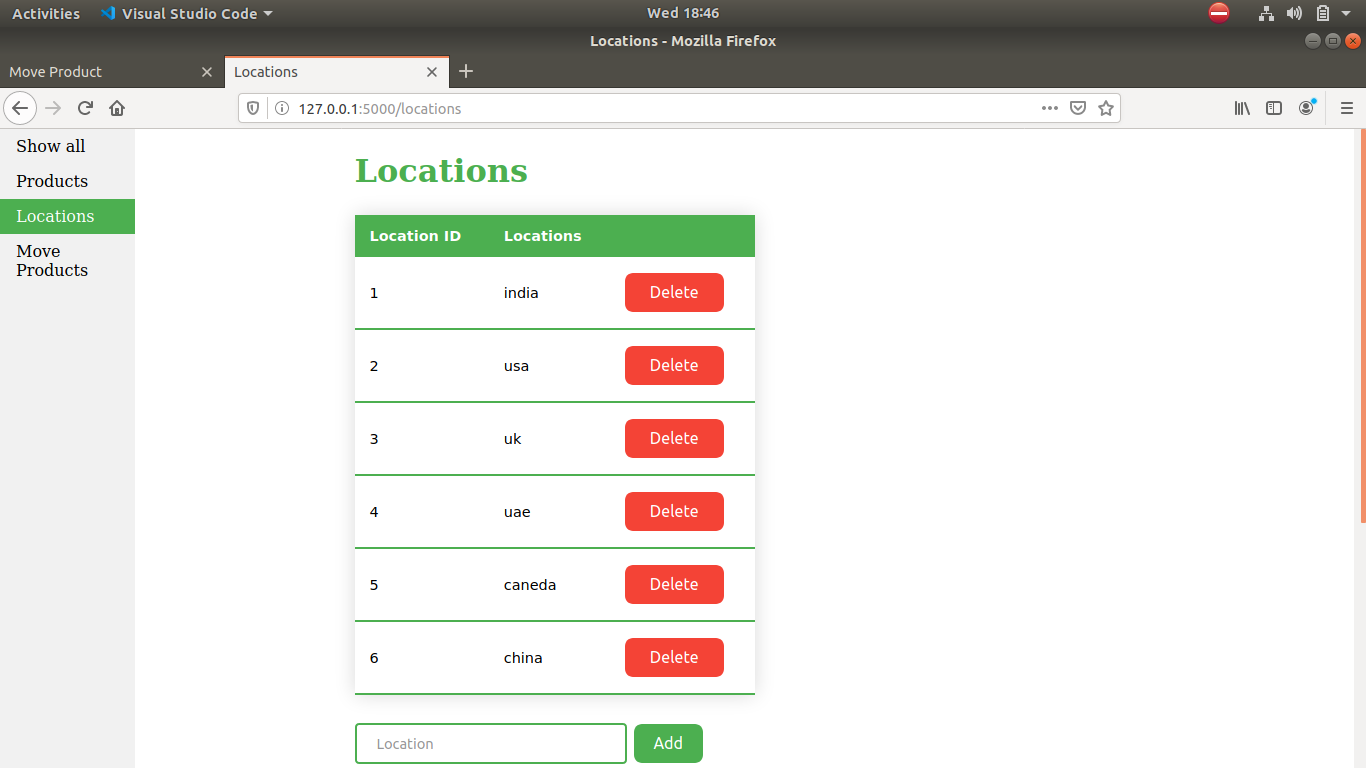 Activities Visual Studio Code Wed 18:46
Locations - Mozilla Firefox
Move Product Locations
127.0.0.1:5000/locations
Show all
Products
Locations
Move
Products
Locations
Location ID Locations
1 india Delete
2 usa Delete
3 uk Delete
4 uae Delete
5 caneda Delete
6 china Delete
Location Add